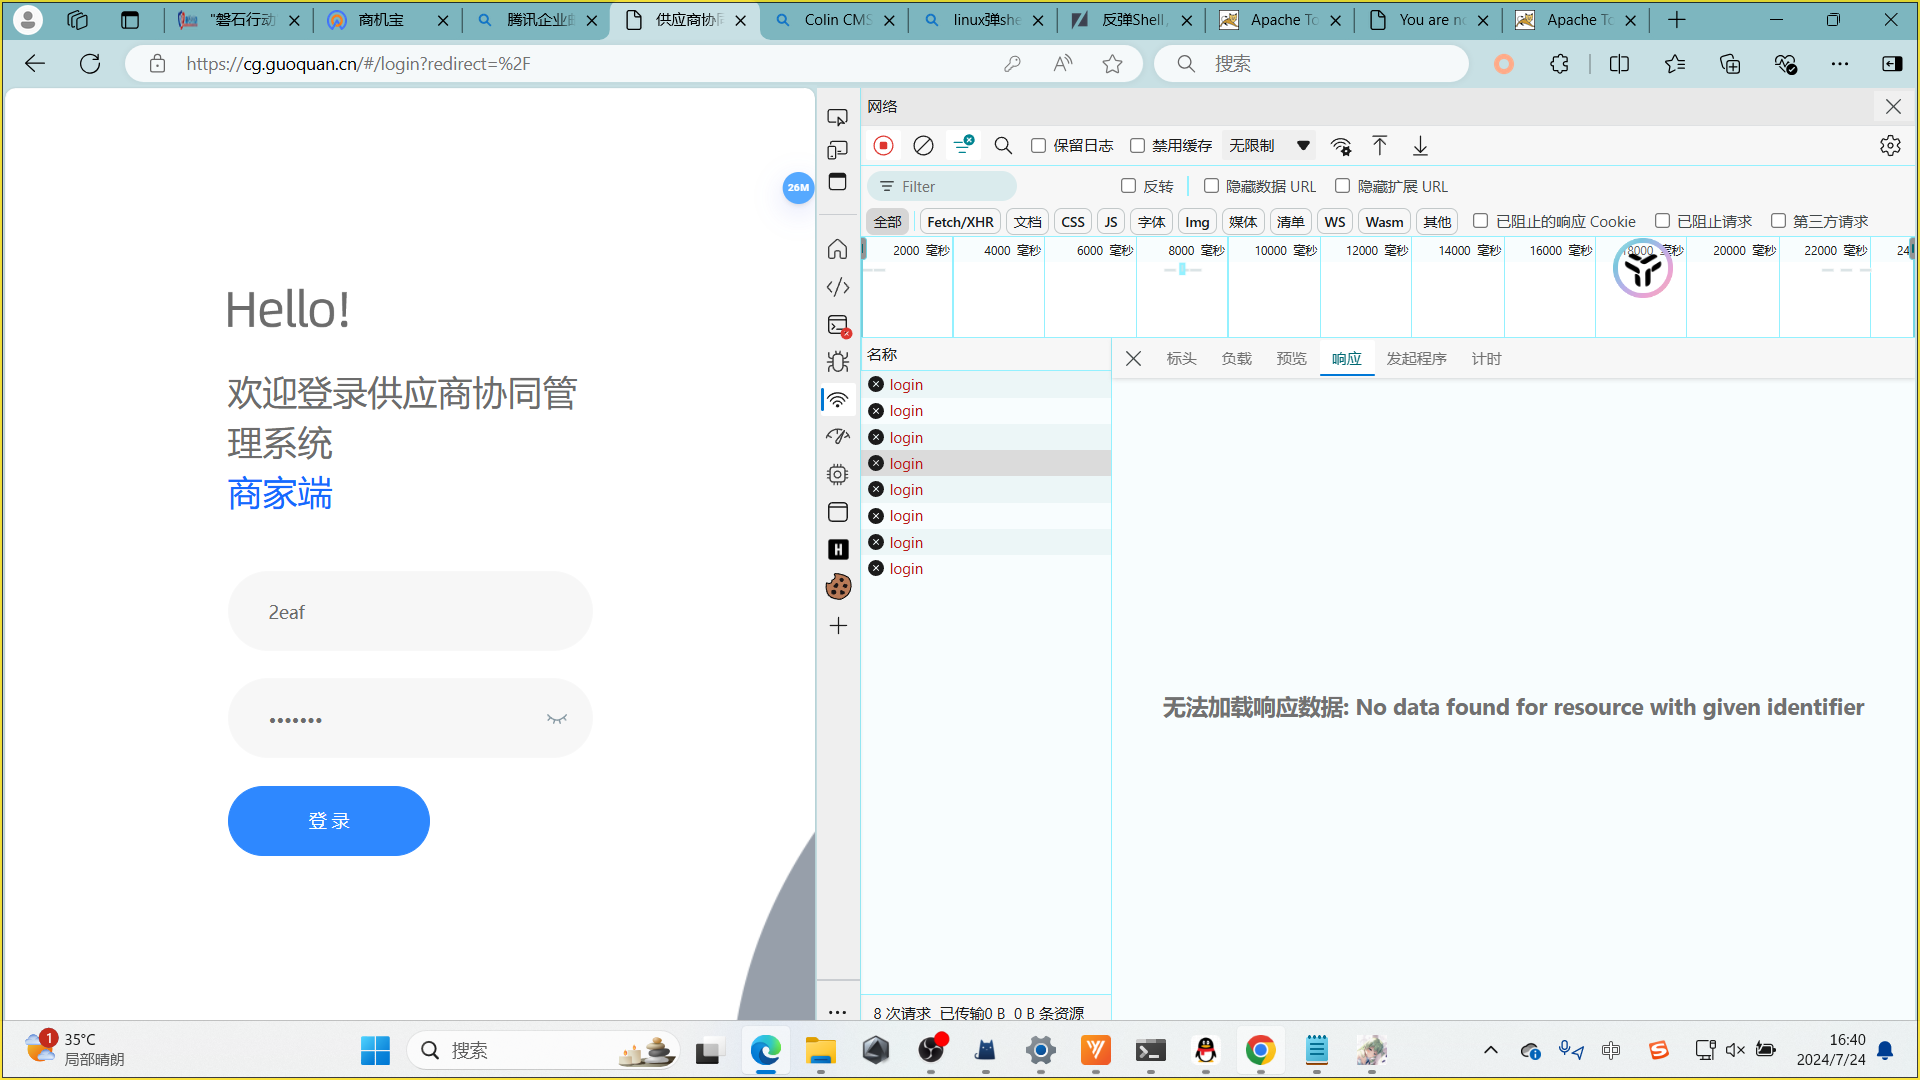 "磐石行动
商机宝
腾讯企业邮
供应商协同
Colin CMS
linux弹she
反弹Shell,
Apache To
You are no
Apache To
https://cg.guoquan.cn/#/login?redirect=%2F
搜索
网络
保留日志
禁用缓存
无限制
Filter
反转
隐藏数据 URL
隐藏扩展 URL
全部
Fetch/XHR
文档
CSS
JS
字体
Img
媒体
清单
WS
Wasm
其他
已阻止的响应 Cookie
已阻止请求
第三方请求
2000 毫秒
4000 毫秒
6000 毫秒
8000 毫秒
10000 毫秒
12000 毫秒
14000 毫秒
16000 毫秒
18000 毫秒
20000 毫秒
22000 毫秒
24
26M
Hello!
欢迎登录供应商协同管
理系统
商家端
2eaf
登 录
名称
login
login
login
login
login
login
login
login
标头
负载
预览
响应
发起程序
计时
无法加载响应数据: No data found for resource with given identifier
8 次请求 已传输0 B 0 B 条资源
1
35°C
局部晴朗
搜索
中
16:40
2024/7/24